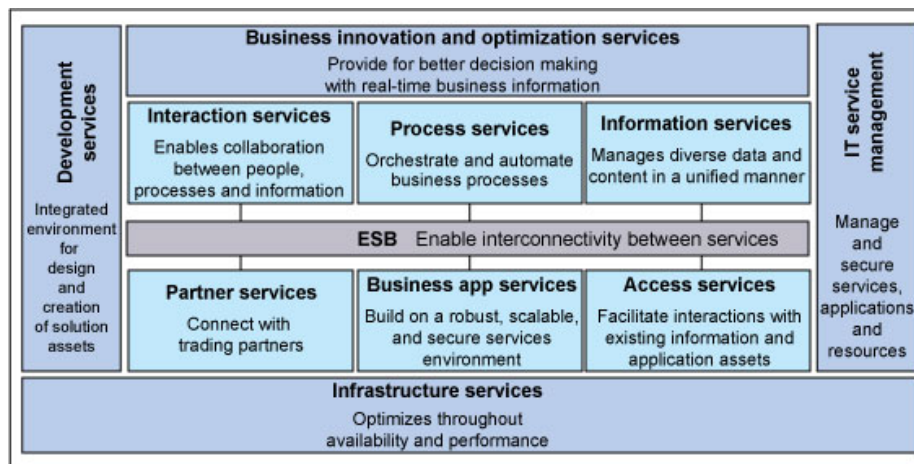 Business innovation and optimization services
Provide for better decision making
with real-time business information
Development
services
Integrated
environment
for
design
and
creation
of solution
assets
Interaction services
Enables collaboration
between people,
processes and information
Process services
Orchestrate and automate
business processes
Information services
Manages diverse data and
content in a unified manner
IT service
management
Manage
and
secure
services,
applications
and
resources
ESB Enable interconnectivity between services
Partner services
Connect with
trading partners
Business app services
Build on a robust, scalable,
and secure services
environment
Access services
Facilitate interactions with
existing information and
application assets
Infrastructure services
Optimizes throughout
availability and performance